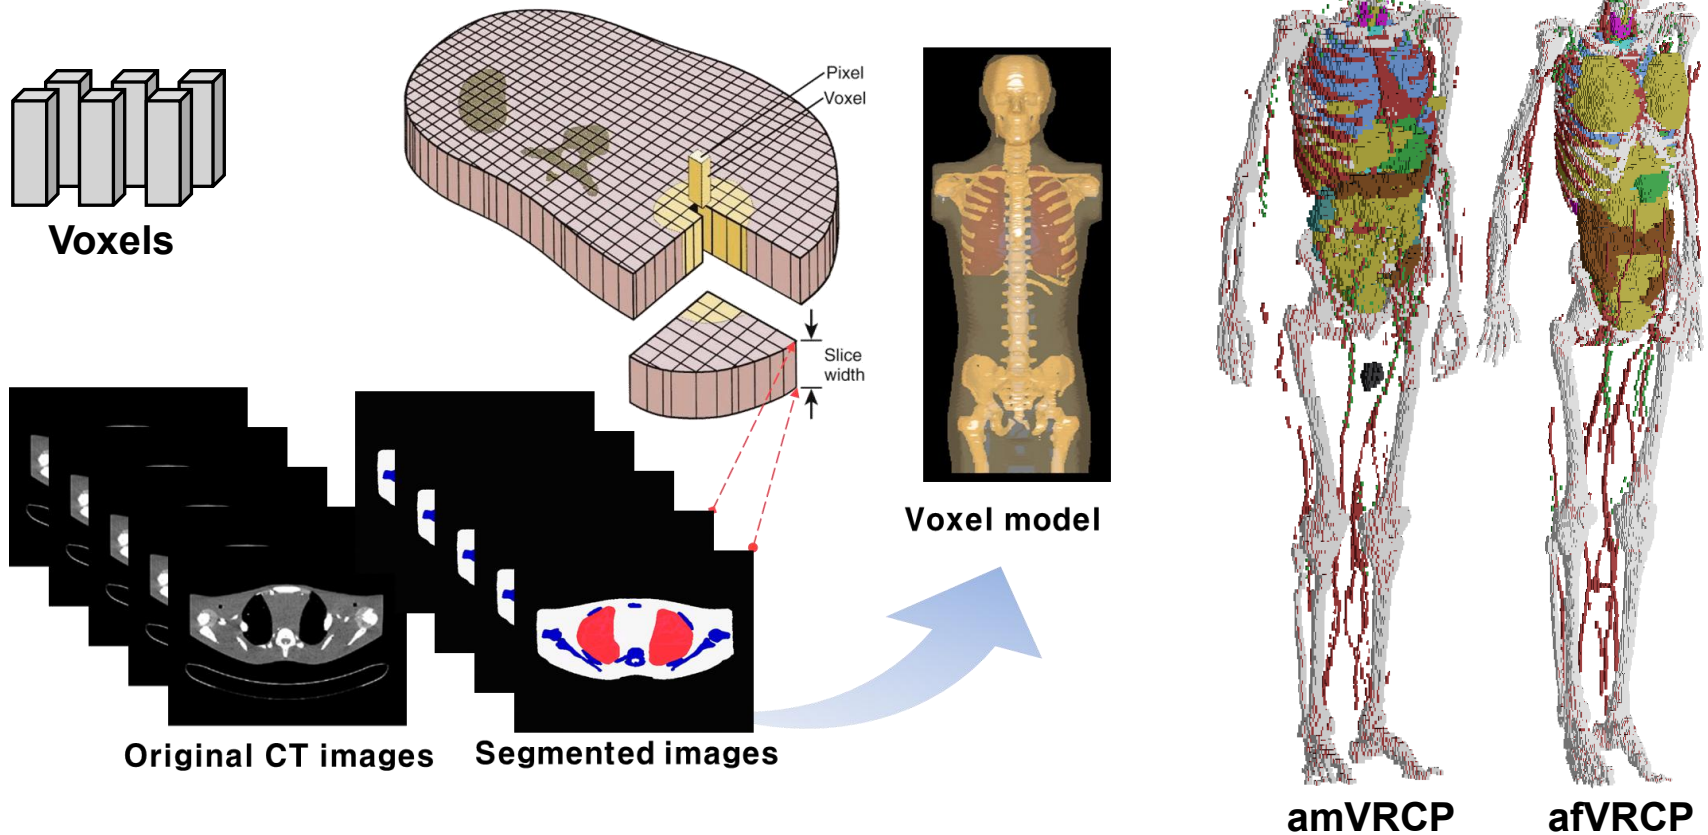 Pixel
Voxel
Voxels
Slice
width
Voxel model
Original CT images
Segmented images
amVRCP
afVRCP